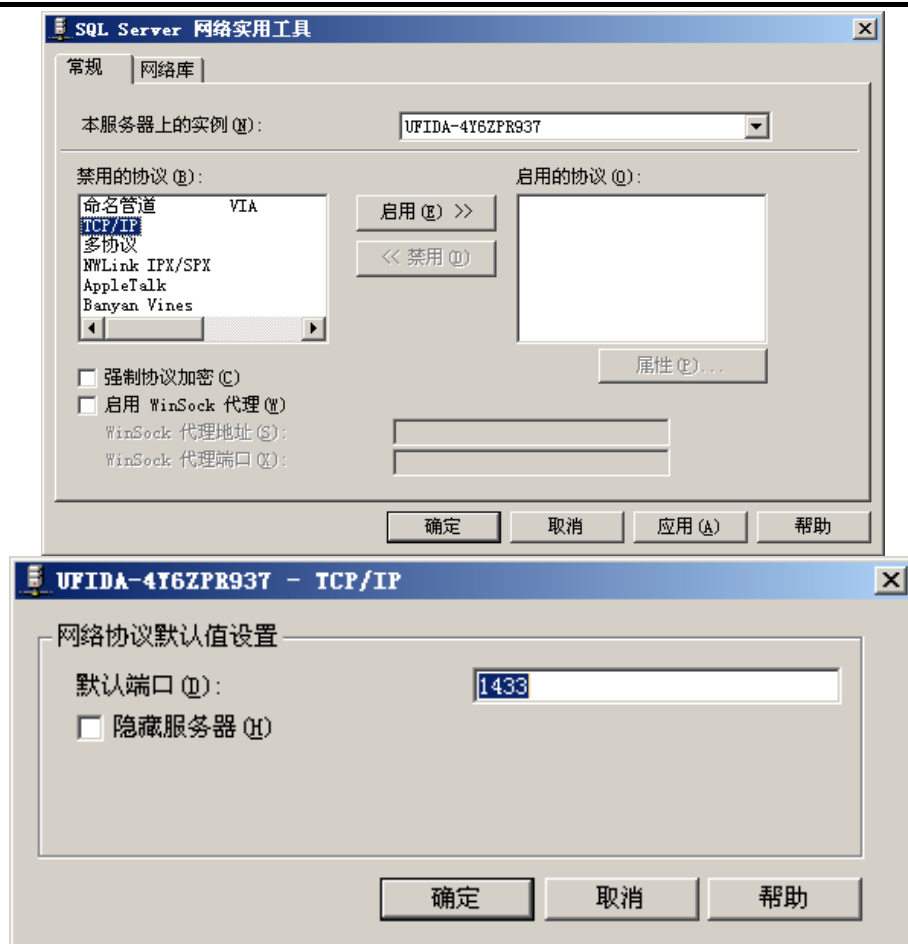 SQL Server 网络实用工具
常规 网络库
本服务器上的实例(N): UFIDA-4Y6ZPR937
禁用的协议(B): 启用的协议(O):
命名管道 VIA
TCP/IP
多协议
NWLink IPX/SPX
AppleTalk
Banyan Vines
启用(E) >>
<< 禁用(D)
属性(P)...
强制协议加密(C)
启用 WinSock 代理(W)
WinSock 代理地址(S):
WinSock 代理端口(X):
确定 取消 应用(A) 帮助
UFIDA-4Y6ZPR937 - TCP/IP
网络协议默认值设置
默认端口(D): 1433
隐藏服务器(H)
确定 取消 帮助